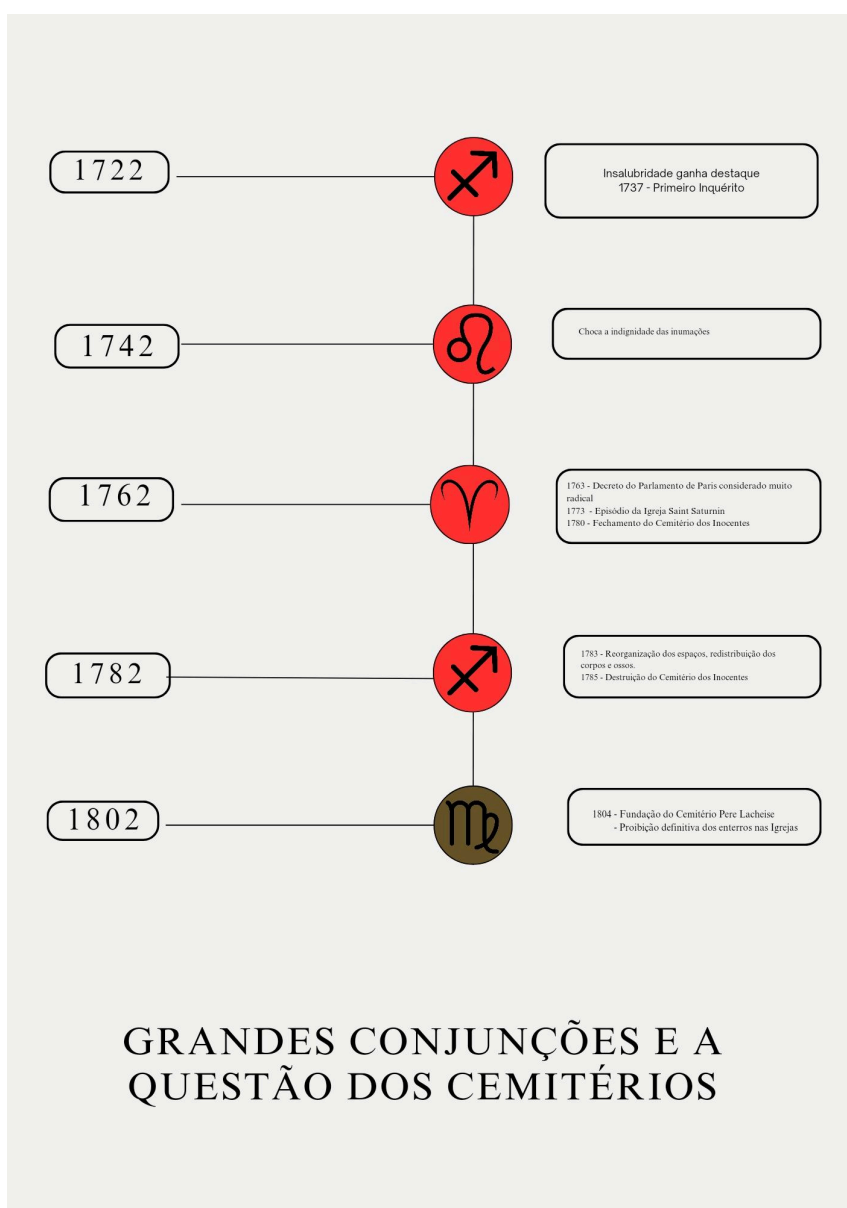 1722
Insalubridade ganha destaque
1737 - Primeiro Inquérito
1742
Choca a indignidade das inumações
1762
1763 - Decreto do Parlamento de Paris considerado muito
radical
1773 - Episódio da Igreja Saint Saturnin
1780 - Fechamento do Cemitério dos Inocentes
1782
1783 - Reorganização dos espaços, redistribuição dos
corpos e ossos.
1785 - Destruição do Cemitério dos Inocentes
1802
1804 - Fundação do Cemitério Pere Lacheise
- Proibição definitiva dos enterros nas Igrejas
GRANDES CONJUNÇÕES E A
QUESTÃO DOS CEMITÉRIOS